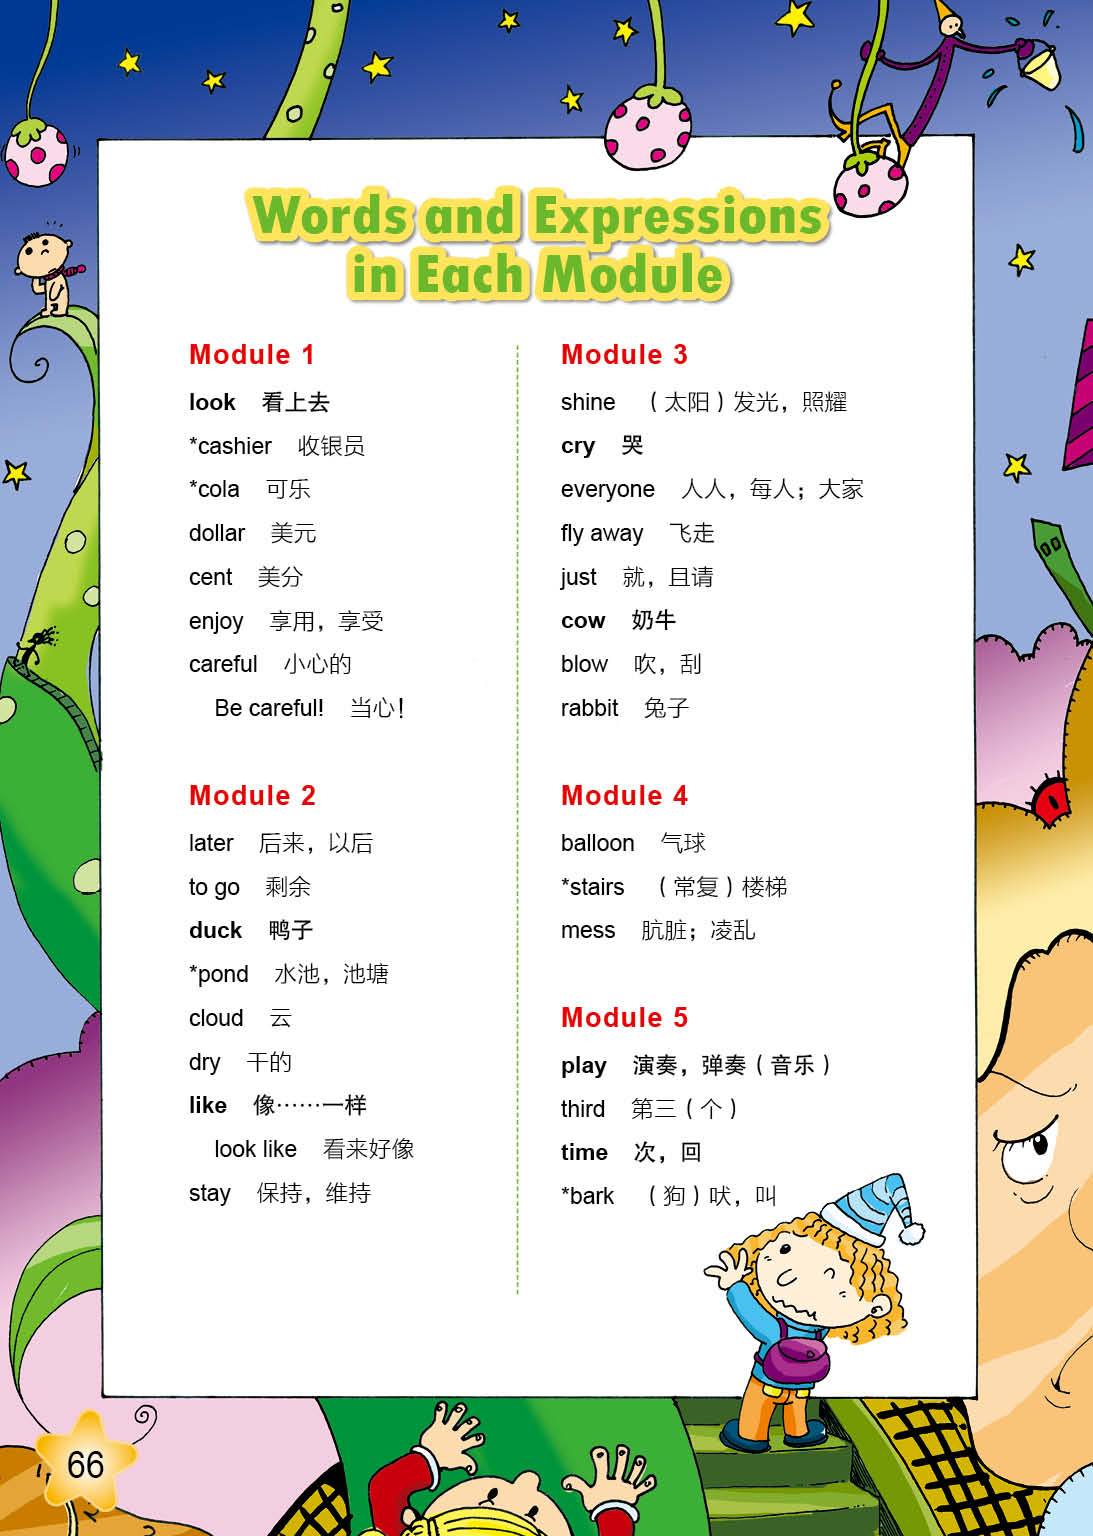 Words and Expressions
in Each Module
Module 1
look 看上去
*cashier 收银员
*cola 可乐
dollar 美元
cent 美分
enjoy 享用，享受
careful 小心的
Be careful! 当心！
Module 2
later 后来，以后
to go 剩余
duck 鸭子
*pond 水池，池塘
cloud 云
dry 干的
like 像……一样
look like 看来好像
stay 保持，维持
Module 3
shine （太阳）发光，照耀
cry 哭
everyone 人人，每人；大家
fly away 飞走
just 就，且请
cow 奶牛
blow 吹，刮
rabbit 兔子
Module 4
balloon 气球
*stairs （常复）楼梯
mess 肮脏；凌乱
Module 5
play 演奏，弹奏（音乐）
third 第三（个）
time 次，回
*bark （狗）吠，叫
66